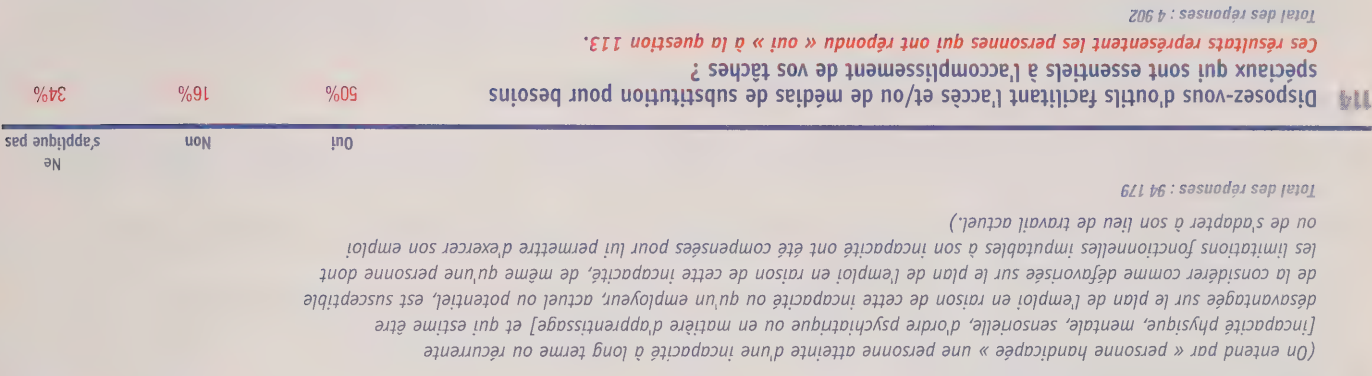 (On entend par « personne handicapée » une personne atteinte d'une incapacité à long terme ou récurrente
[incapacité physique, mentale, sensorielle, d'ordre psychiatrique ou en matière d'apprentissage] et qui estime être
désavantagée sur le plan de l'emploi en raison de cette incapacité ou qu'un employeur, actuel ou potentiel, est susceptible
de la considérer comme défavorisée sur le plan de l'emploi en raison de cette incapacité, de même qu'une personne dont
les limitations fonctionnelles imputables à son incapacité ont été compensées pour lui permettre d'exercer son emploi
ou de s'adapter à son lieu de travail actuel.)
Total des réponses : 94 179
Oui Non Ne s'applique pas
114 Disposez-vous d'outils facilitant l'accès et/ou de médias de substitution pour besoins
spéciaux qui sont essentiels à l'accomplissement de vos tâches ? 50% 16% 34%
Ces résultats représentent les personnes qui ont répondu « oui » à la question 113.
Total des réponses : 4 902